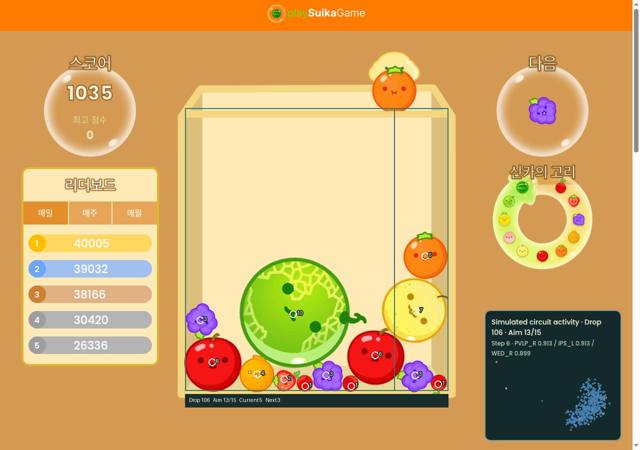 playSuikaGame
스코어
1035
최고 점수
0
리더보드
매일
매주
매월
1 40005
2 39032
3 38166
4 30420
5 26336
다음
신카의 고리
Simulated circuit activity · Drop
106 · Aim 13/15
Step 6 · PVLP_R 0.913 / IPS_L 0.913 /
WED_R 0.899
Drop 106 Aim 13/15 Current 5 Next 3